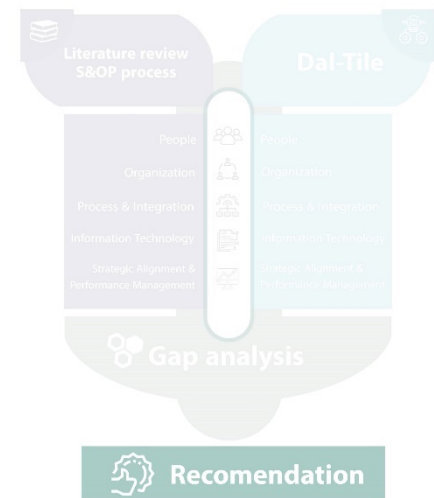 Literature review
S&OP process
Dal-Tile
People
Organization
Process & Integration
Information Technology
Strategic Alignment &
Performance Management
People
Organization
Process & Integration
Information Technology
Strategic Alignment &
Performance Management
Gap analysis
Recomendation